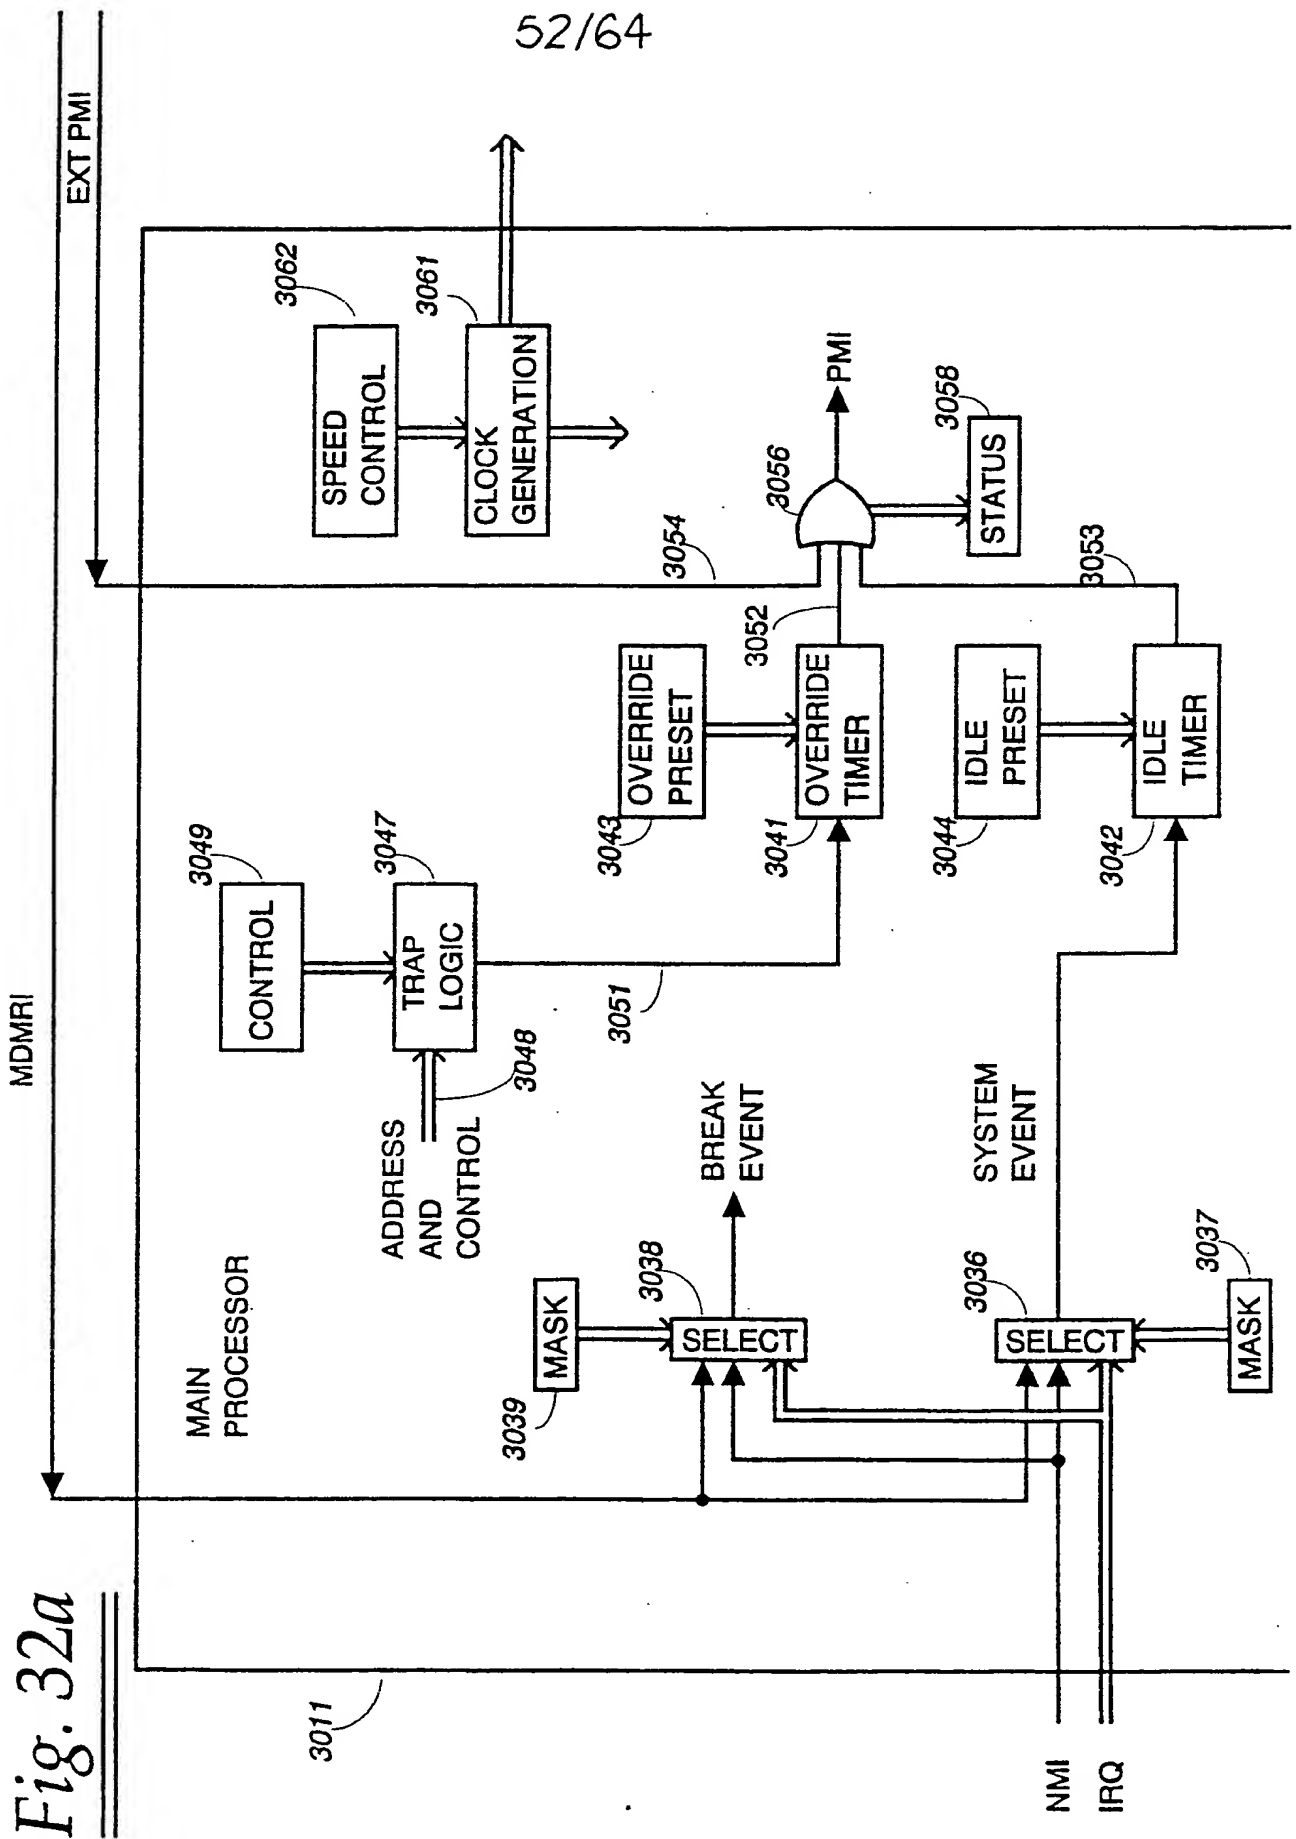 52/64
Fig. 32a
MDMRI
EXT PMI
3011
MAIN
PROCESSOR
3049
CONTROL
3047
TRAP
LOGIC
ADDRESS
AND
CONTROL
3048
3051
3062
SPEED
CONTROL
3061
CLOCK
GENERATION
3054
3043
OVERRIDE
PRESET
3041
OVERRIDE
TIMER
3052
3056
PMI
3058
STATUS
3053
3044
IDLE
PRESET
3042
IDLE
TIMER
3039
MASK
3038
SELECT
BREAK
EVENT
3036
SELECT
SYSTEM
EVENT
3037
MASK
NMI
IRQ